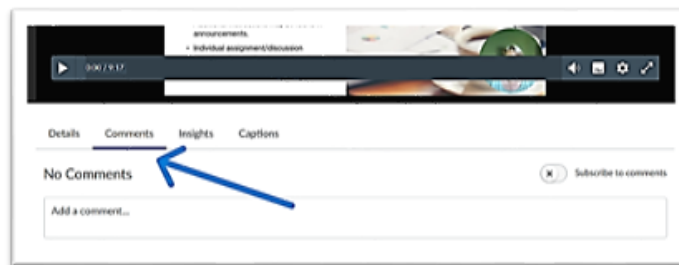 announcements.
• Individual assignment/discussion
0:00 / 9:17
Details Comments Insights Captions
No Comments
Subscribe to comments
Add a comment...